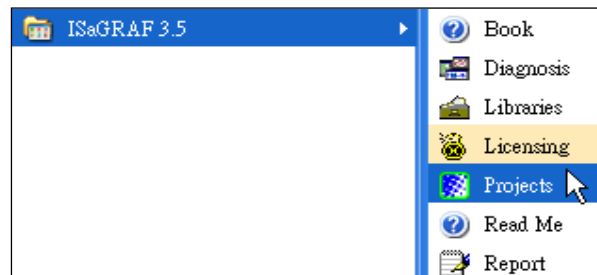 ISaGRAF 3.5
Book
Diagnosis
Libraries
Licensing
Projects
Read Me
Report